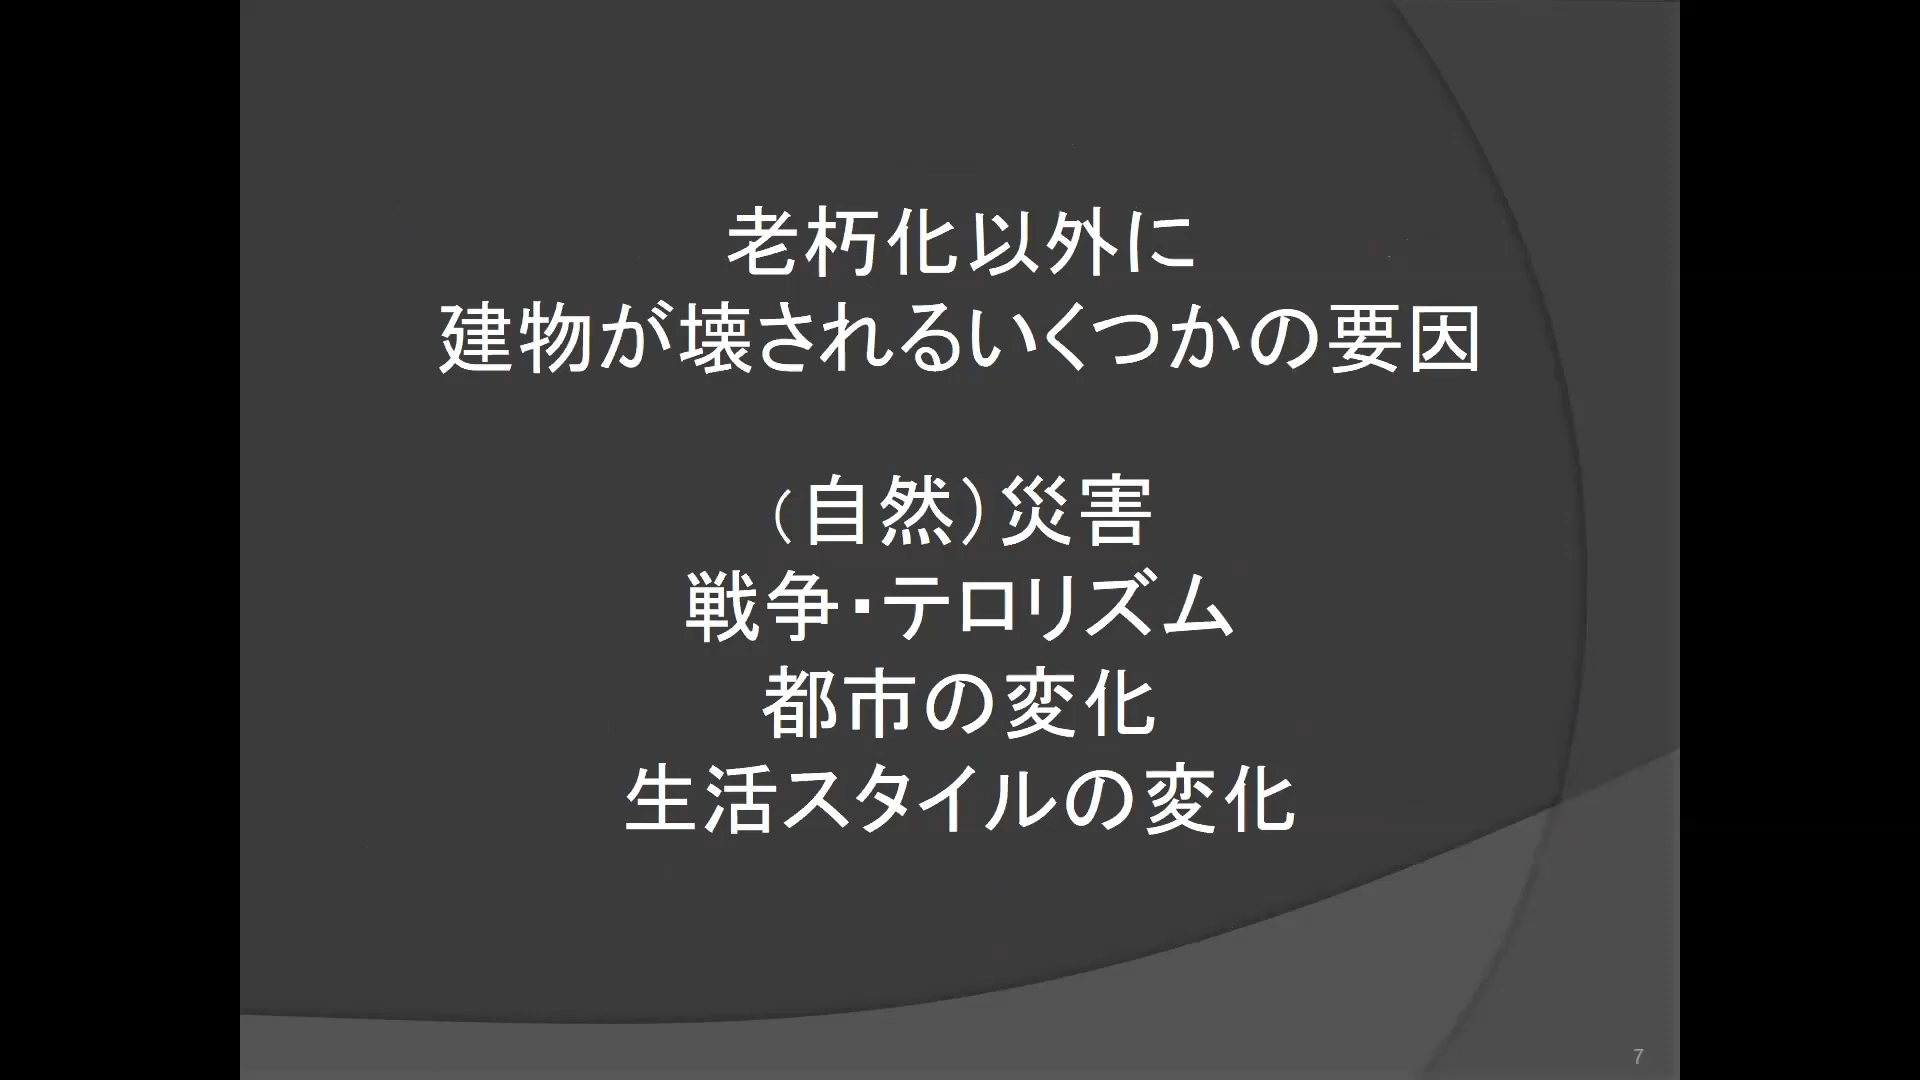 老朽化以外に
建物が壊されるいくつかの要因
（自然）災害
戦争・テロリズム
都市の変化
生活スタイルの変化
7